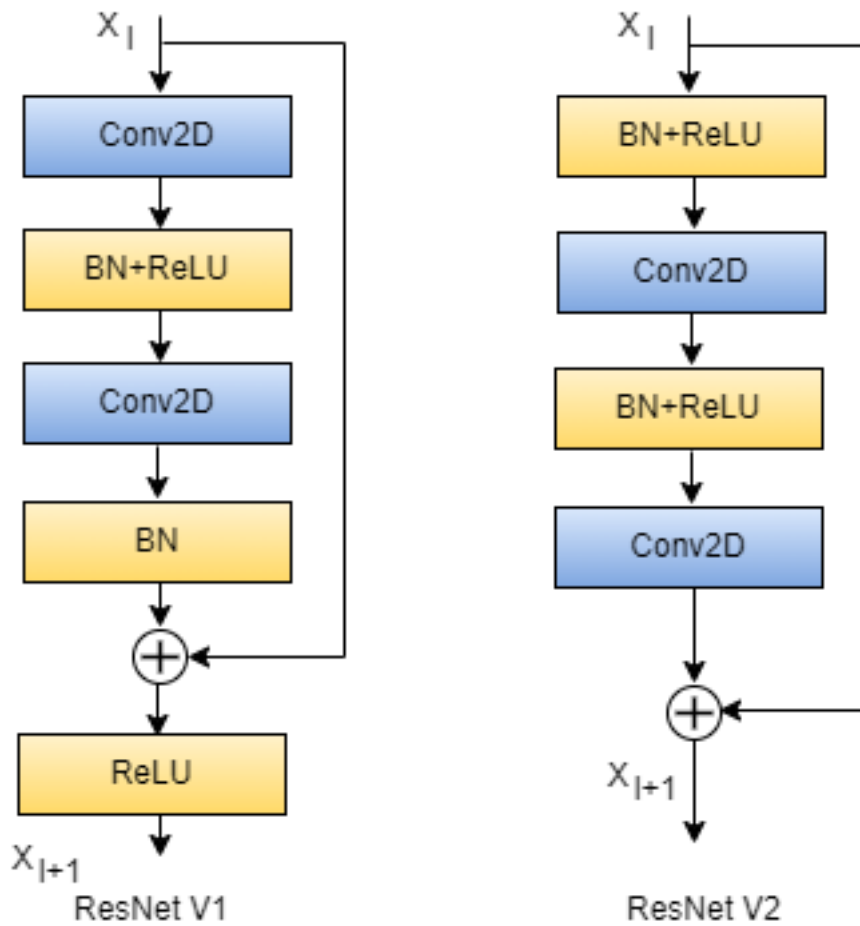 X l
Conv2D
BN+ReLU
Conv2D
BN
ReLU
X l+1
ResNet V1
X l
BN+ReLU
Conv2D
BN+ReLU
Conv2D
X l+1
ResNet V2